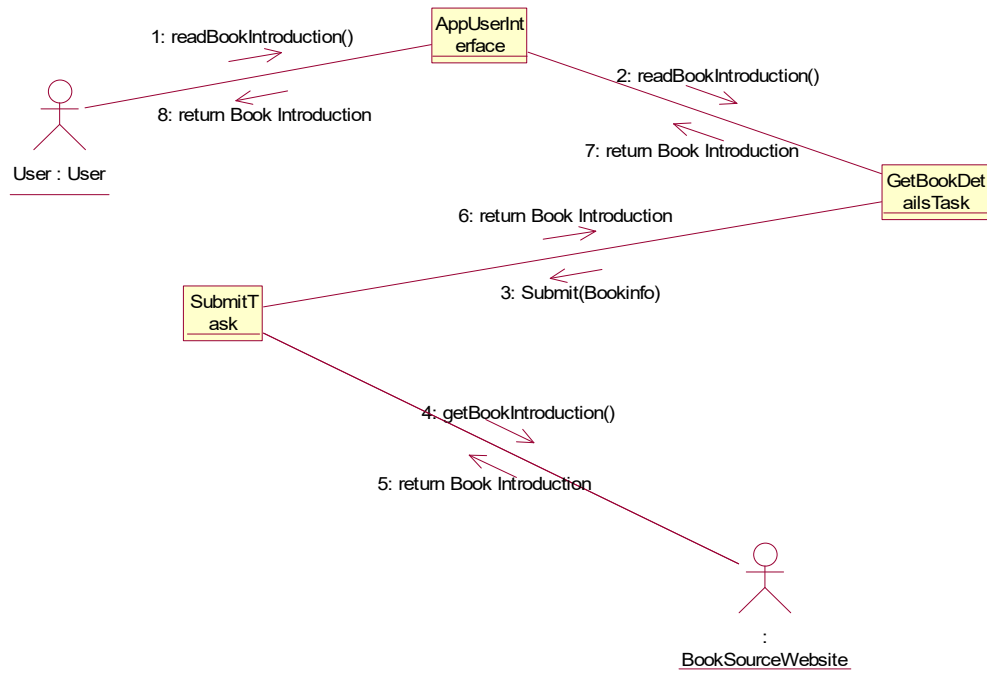 AppUserInt
erface
1: readBookIntroduction()
8: return Book Introduction
User : User
2: readBookIntroduction()
7: return Book Introduction
GetBookDet
ailsTask
6: return Book Introduction
3: Submit(Bookinfo)
SubmitT
ask
4: getBookIntroduction()
5: return Book Introduction
:
BookSourceWebsite